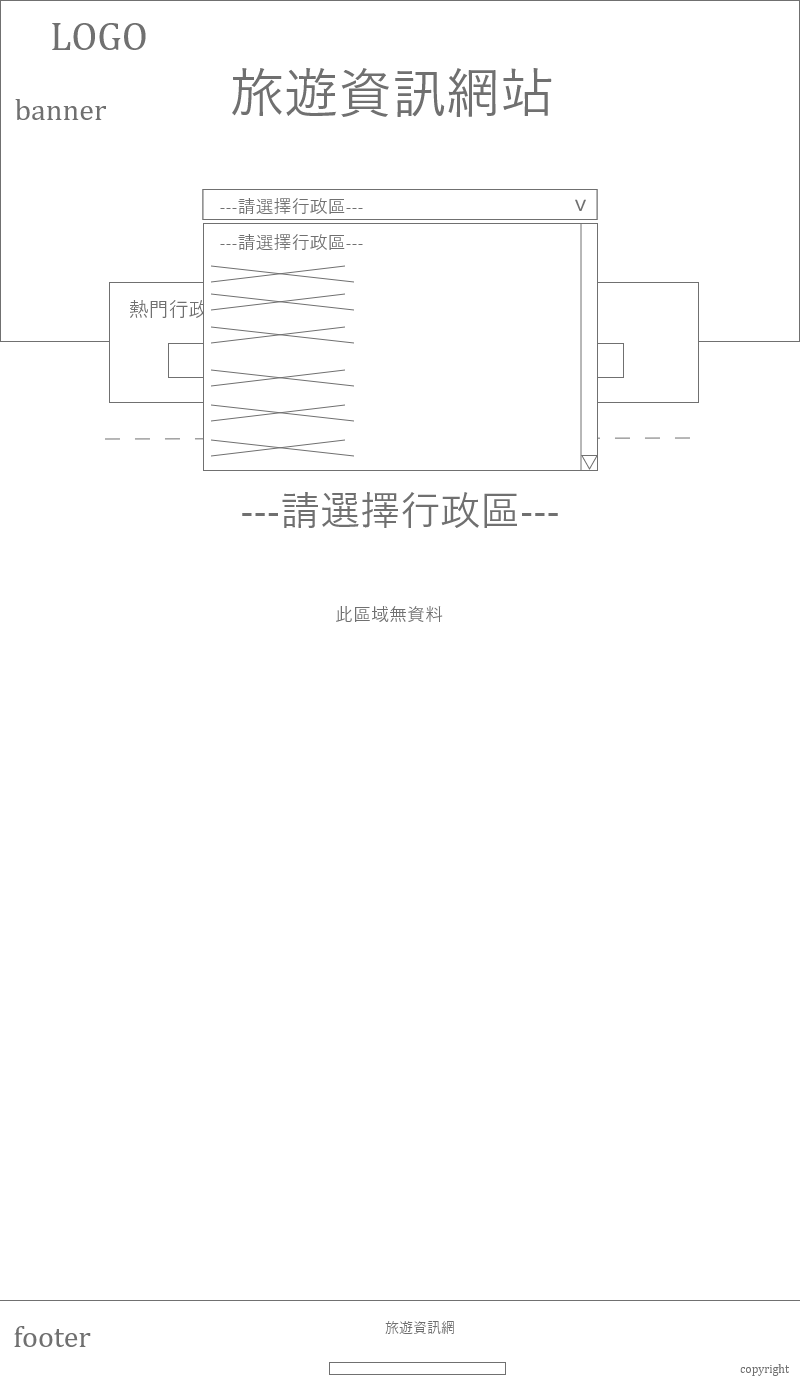 LOGO
旅遊資訊網站
banner
---請選擇行政區---
V
---請選擇行政區---
熱門行政
---請選擇行政區---
此區域無資料
旅遊資訊網
footer
copyright